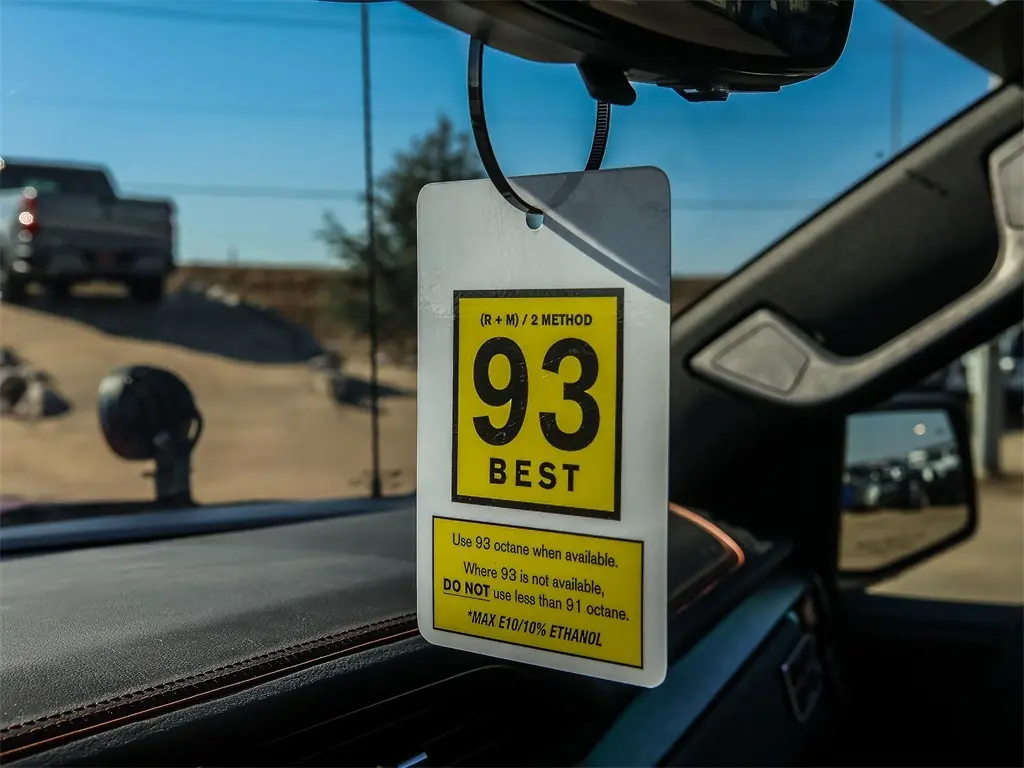 (R + M) / 2 METHOD
93
BEST
Use 93 octane when available.
Where 93 is not available,
DO NOT use less than 91 octane.
*MAX E10/10% ETHANOL